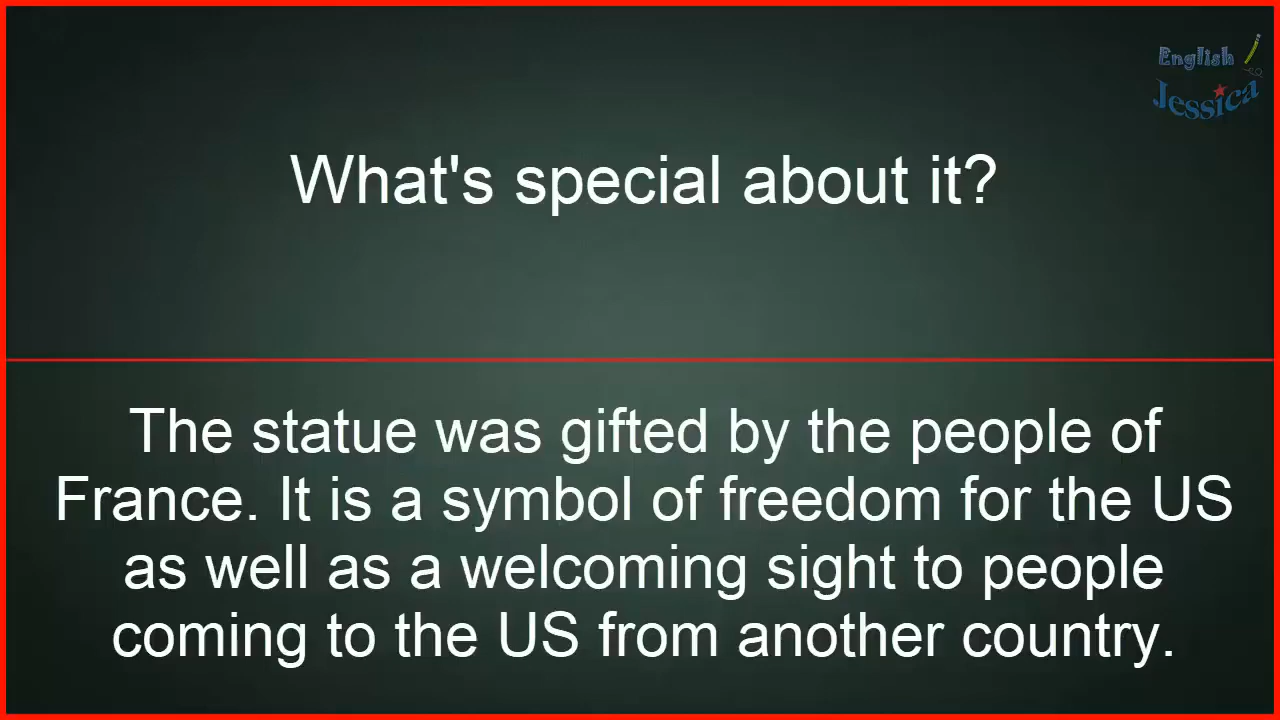 English
Jessica
What's special about it?
The statue was gifted by the people of
France. It is a symbol of freedom for the US
as well as a welcoming sight to people
coming to the US from another country.